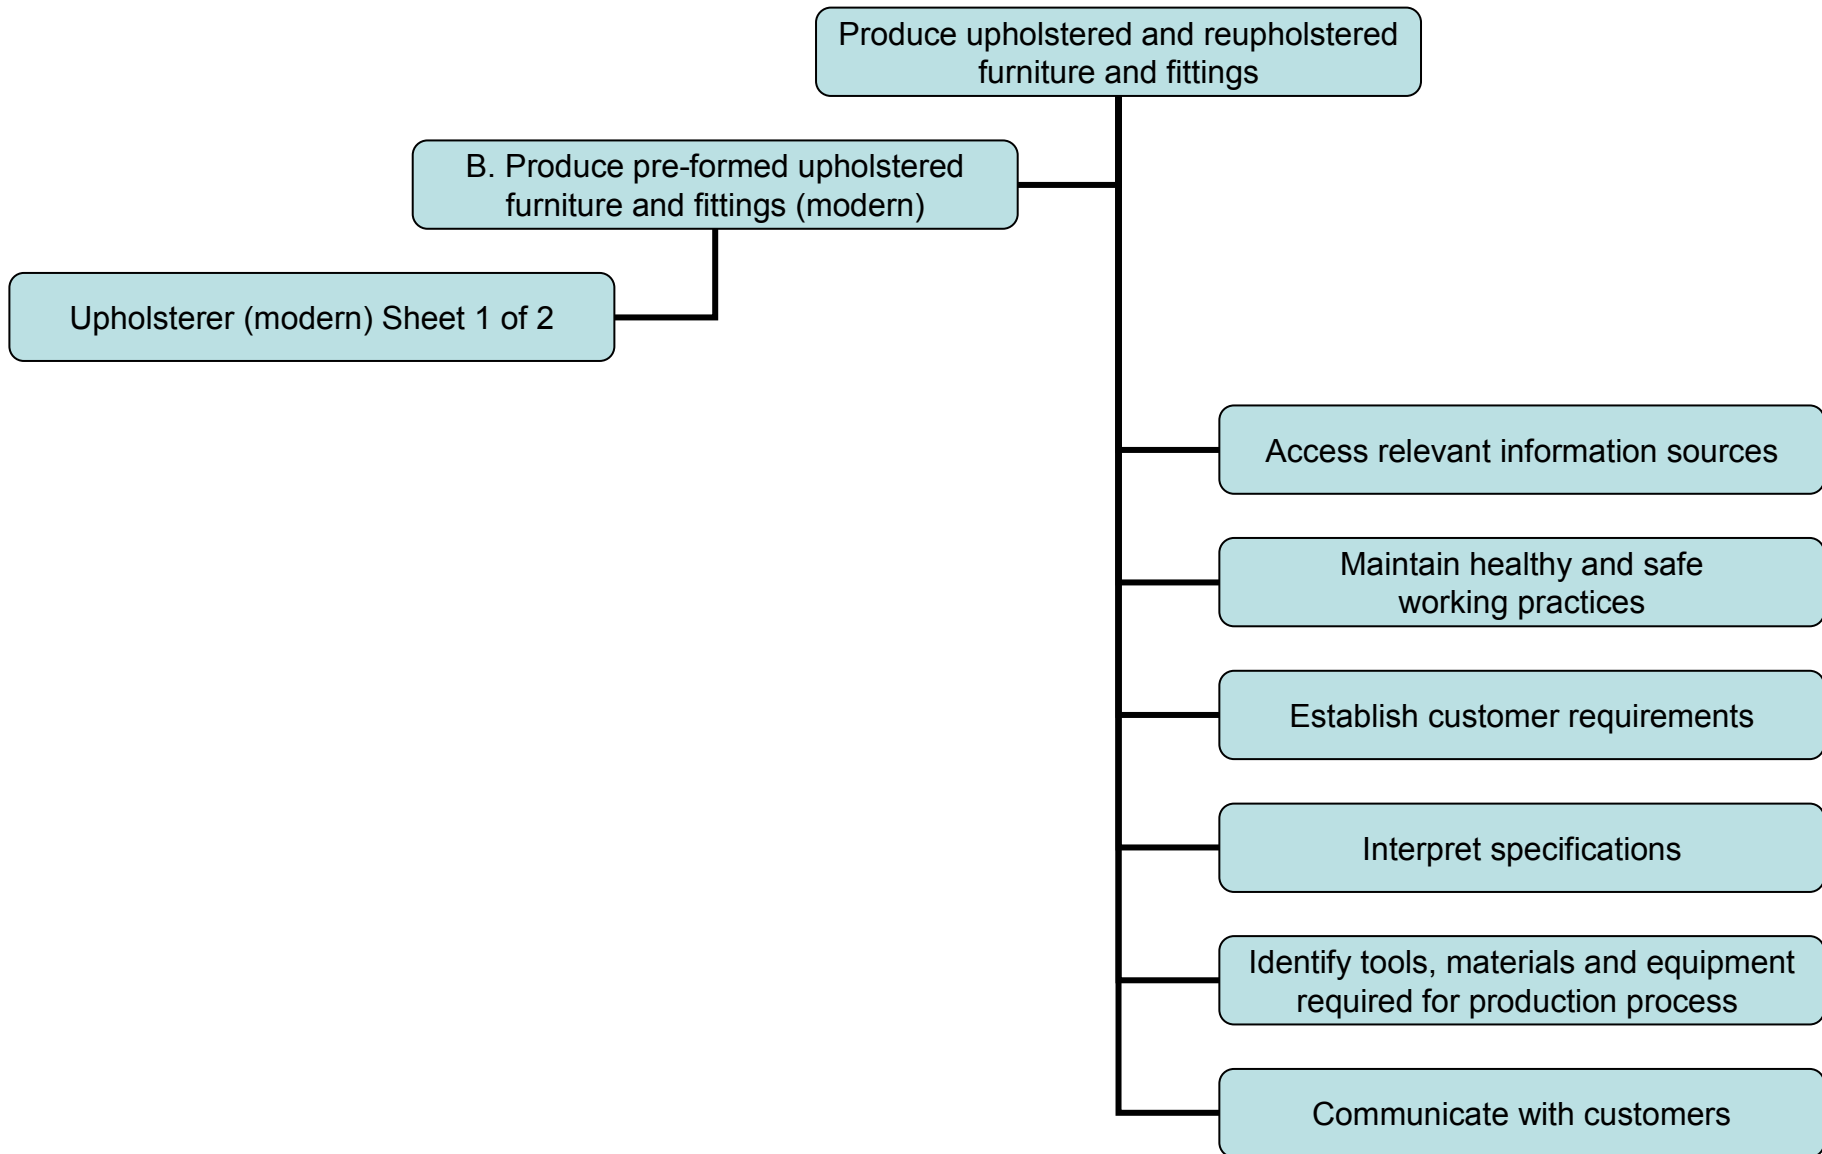 Produce upholstered and reupholstered
furniture and fittings
B. Produce pre-formed upholstered
furniture and fittings (modern)
Upholsterer (modern) Sheet 1 of 2
Access relevant information sources
Maintain healthy and safe
working practices
Establish customer requirements
Interpret specifications
Identify tools, materials and equipment
required for production process
Communicate with customers